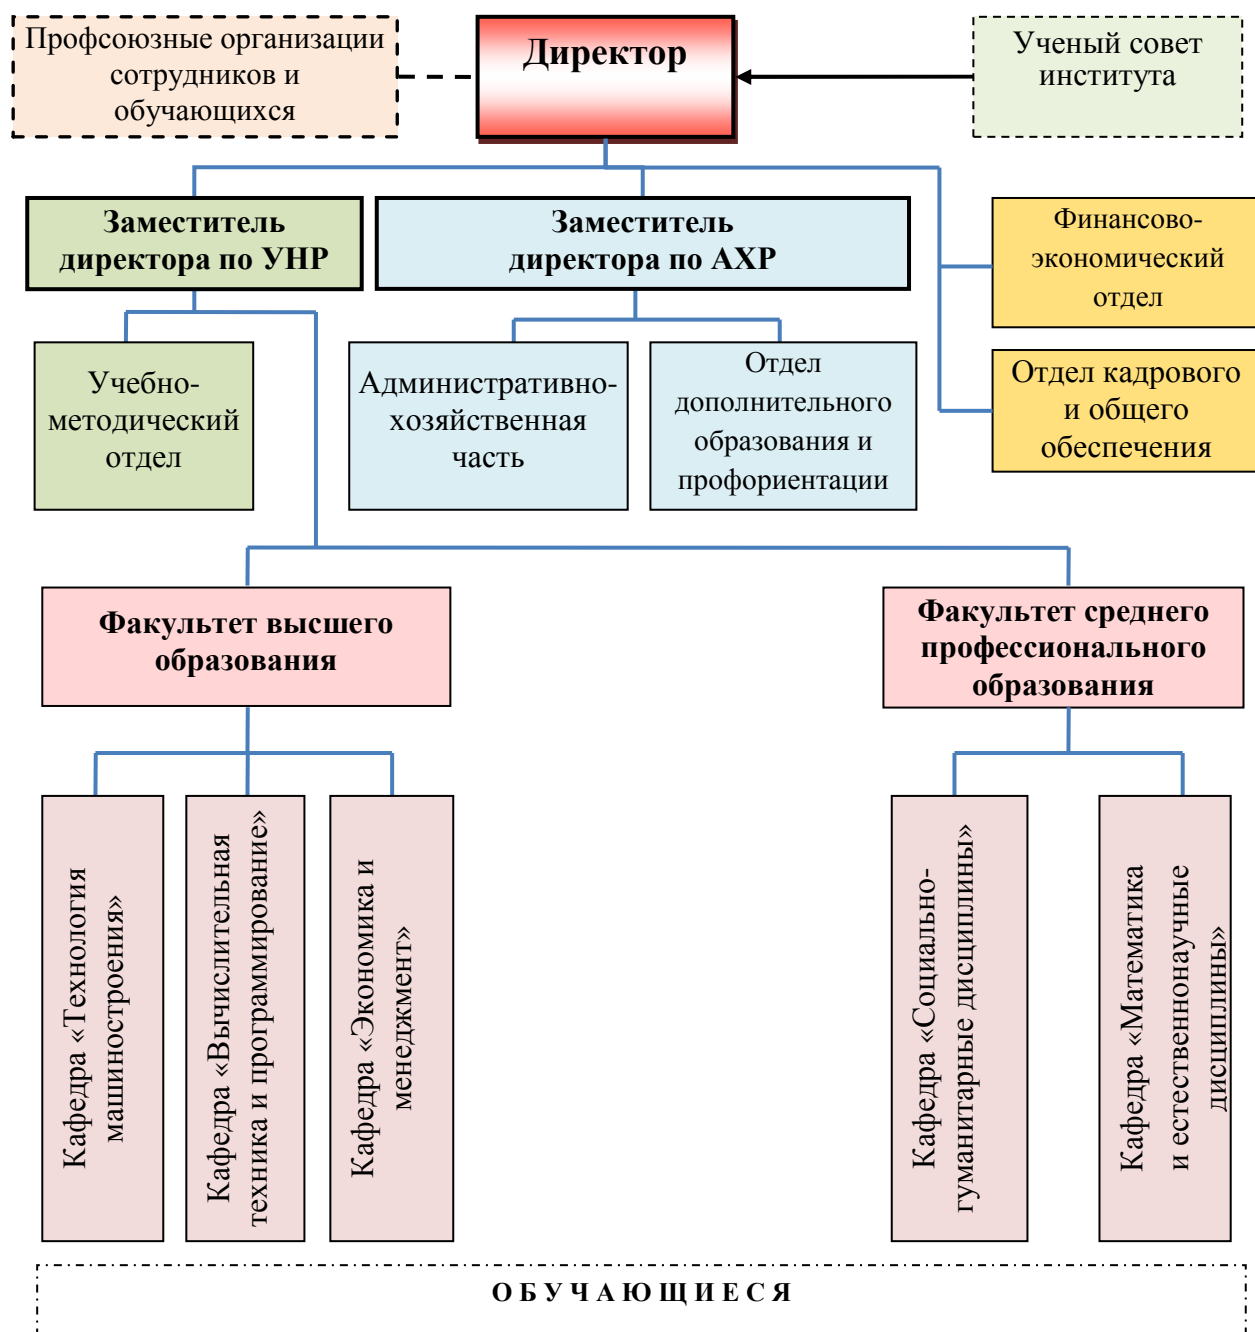 Профсоюзные организации
сотрудников и
обучающихся
Директор
Ученый совет
института
Заместитель
директора по УНР
Заместитель
директора по АХР
Финансово-
экономический
отдел
Учебно-
методический
отдел
Административно-
хозяйственная
часть
Отдел
дополнительного
образования и
профориентации
Отдел кадрового
и общего
обеспечения
Факультет высшего
образования
Факультет среднего
профессионального
образования
Кафедра «Технология
машиностроения»
Кафедра «Вычислительная
техника и программирование»
Кафедра «Экономика и
менеджмент»
Кафедра «Социально-
гуманитарные дисциплины»
Кафедра «Математика
и естественнонаучные
дисциплины»
О Б У Ч А Ю Щ И Е С Я